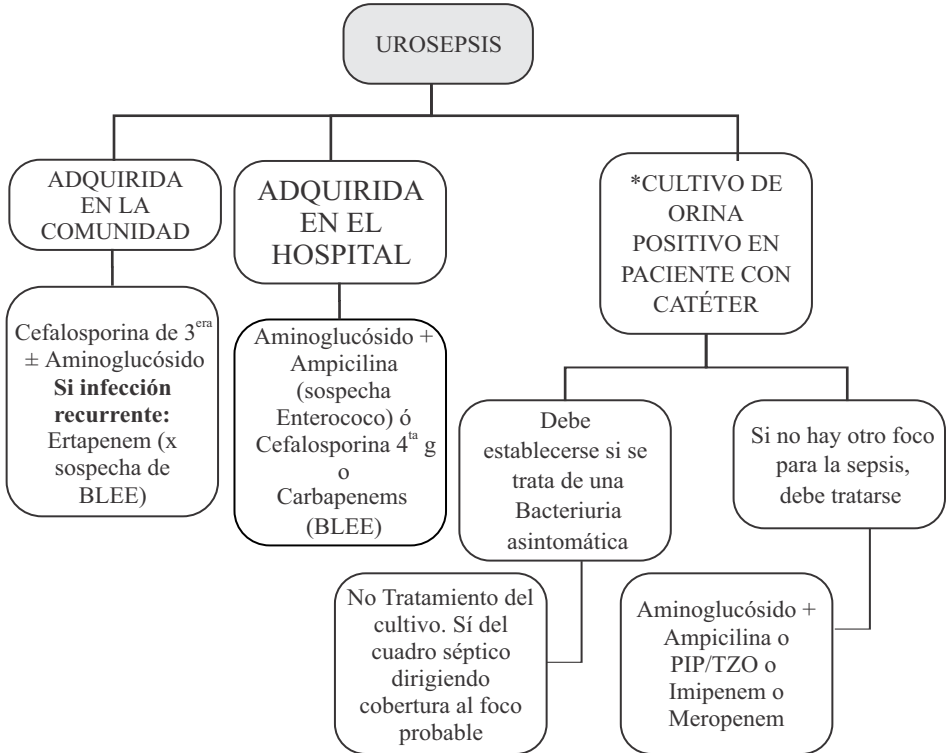 UROSEPSIS
ADQUIRIDA
EN LA
COMUNIDAD
Cefalosporina de 3era
± Aminoglucósido
Si infección
recurrente:
Ertapenem (x
sospecha de
BLEE)
ADQUIRIDA
EN EL
HOSPITAL
Aminoglucósido +
Ampicilina
(sospecha
Enterococo) ó
Cefalosporina 4ta g
o
Carbapenems
(BLEE)
*CULTIVO DE
ORINA
POSITIVO EN
PACIENTE CON
CATÉTER
Debe
establecerse si se
trata de una
Bacteriuria
asintomática
No Tratamiento del
cultivo. Sí del
cuadro séptico
dirigiendo
cobertura al foco
probable
Si no hay otro foco
para la sepsis,
debe tratarse
Aminoglucósido +
Ampicilina o
PIP/TZO o
Imipenem o
Meropenem